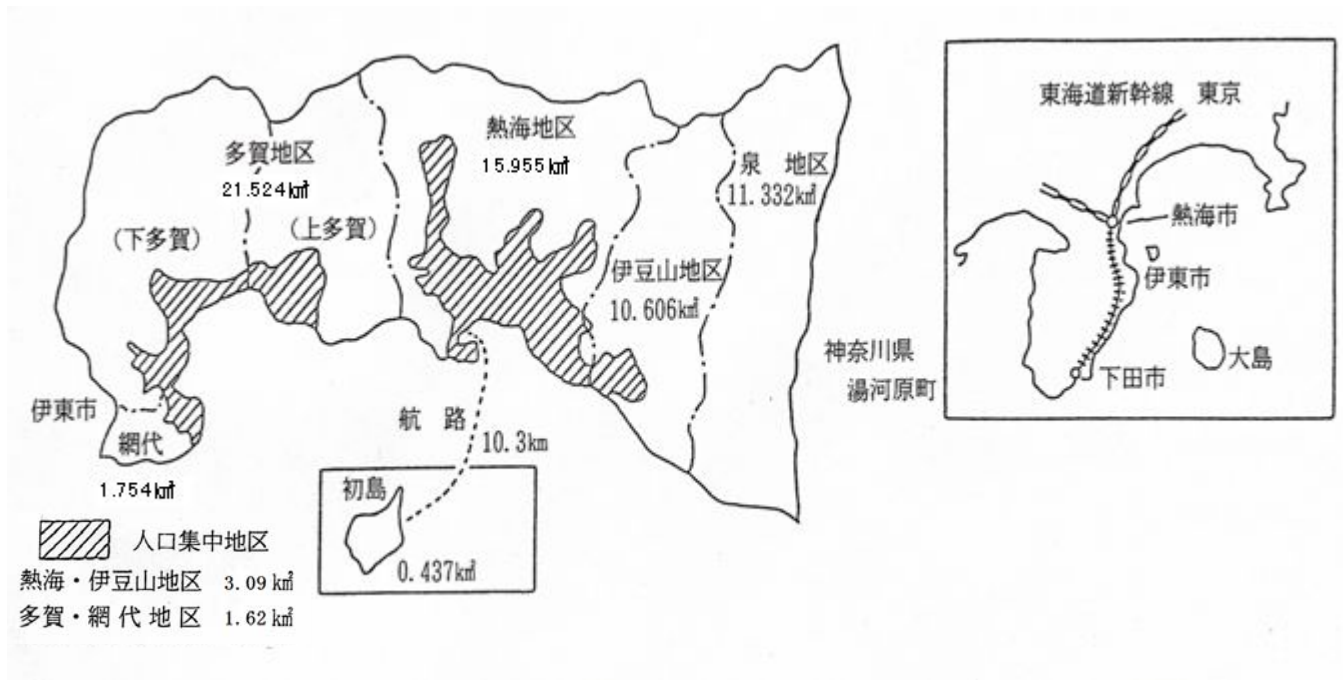 熱海地区
15.955㎢
多賀地区
21.524㎢
(下多賀)
(上多賀)
泉 地区
11.332㎢
伊豆山地区
10.606㎢
神奈川県
湯河原町
伊東市
網代
1.754㎢
航 路
10.3km
初島
0.437㎢
人口集中地区
熱海・伊豆山地区 3.09㎢
多賀・網代地区 1.62㎢
東海道新幹線 東京
熱海市
伊東市
大島
下田市